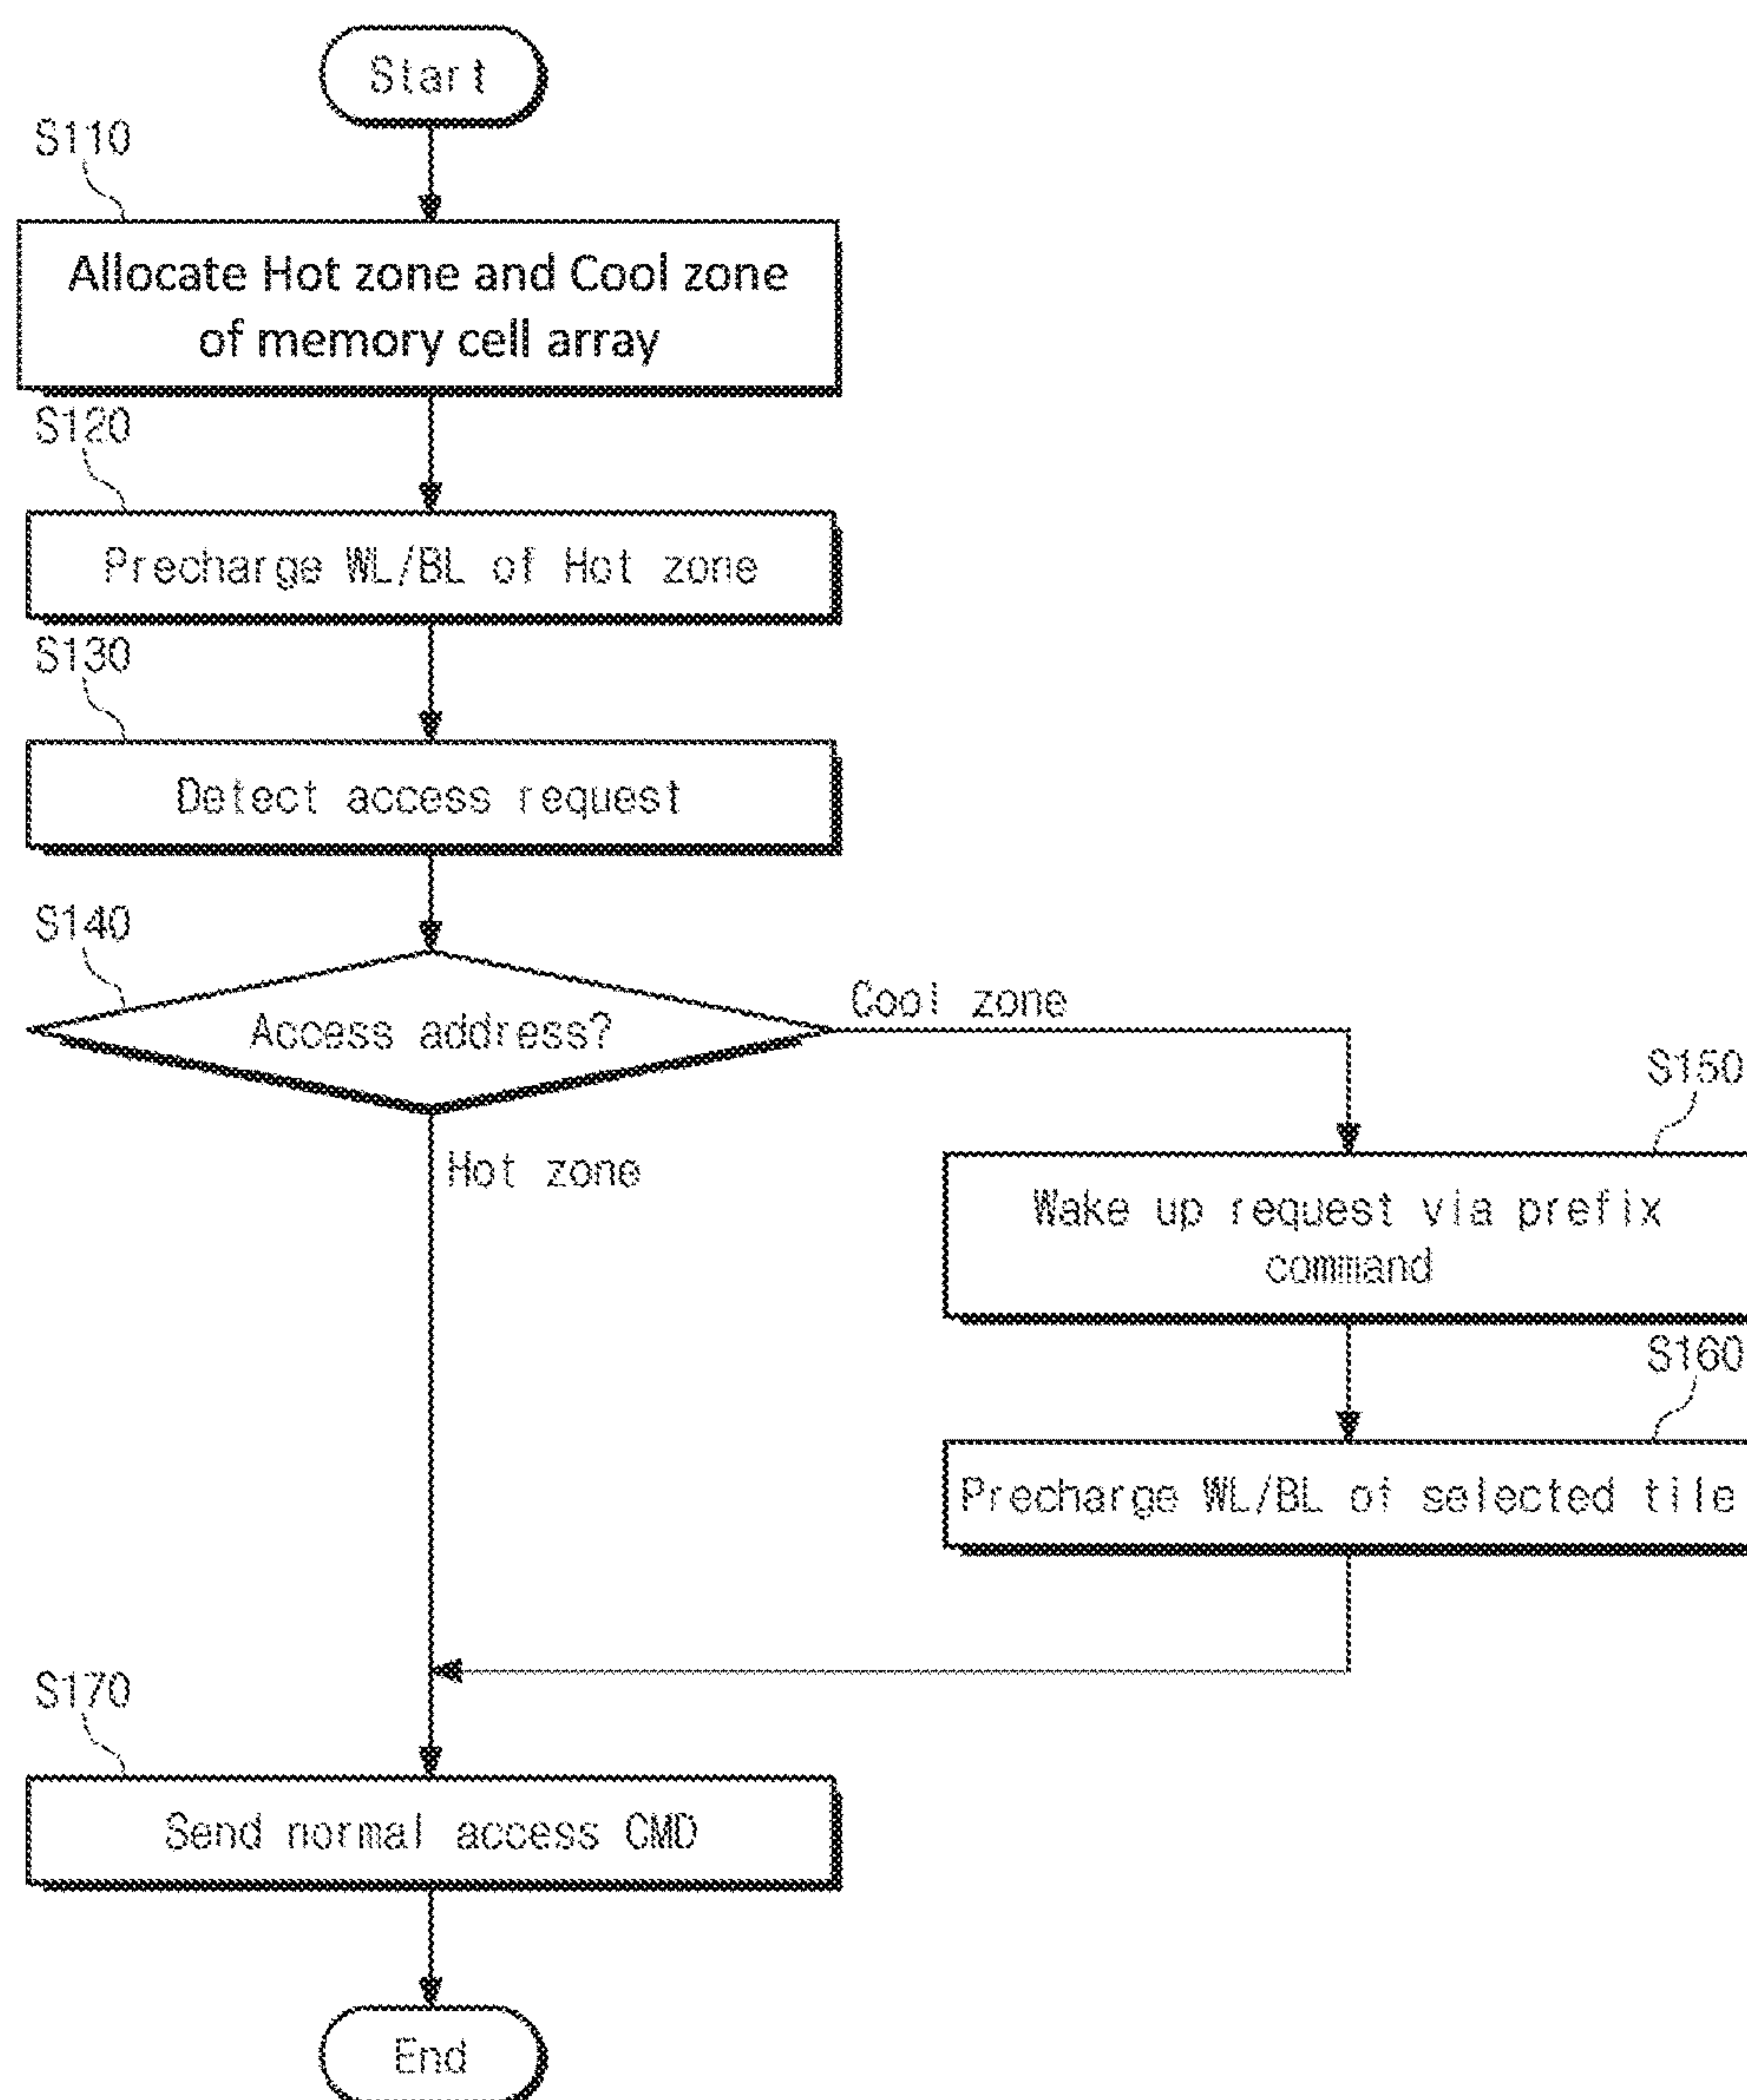 Start
S110
Allocate Hot zone and Cool zone
of memory cell array
S120
Precharge WL/BL of Hot zone
S130
Detect access request
S140
Access address?
Cool zone
Hot zone
S150
Wake up request via prefix
command
S160
Precharge WL/BL of selected tile
S170
Send normal access CMD
End